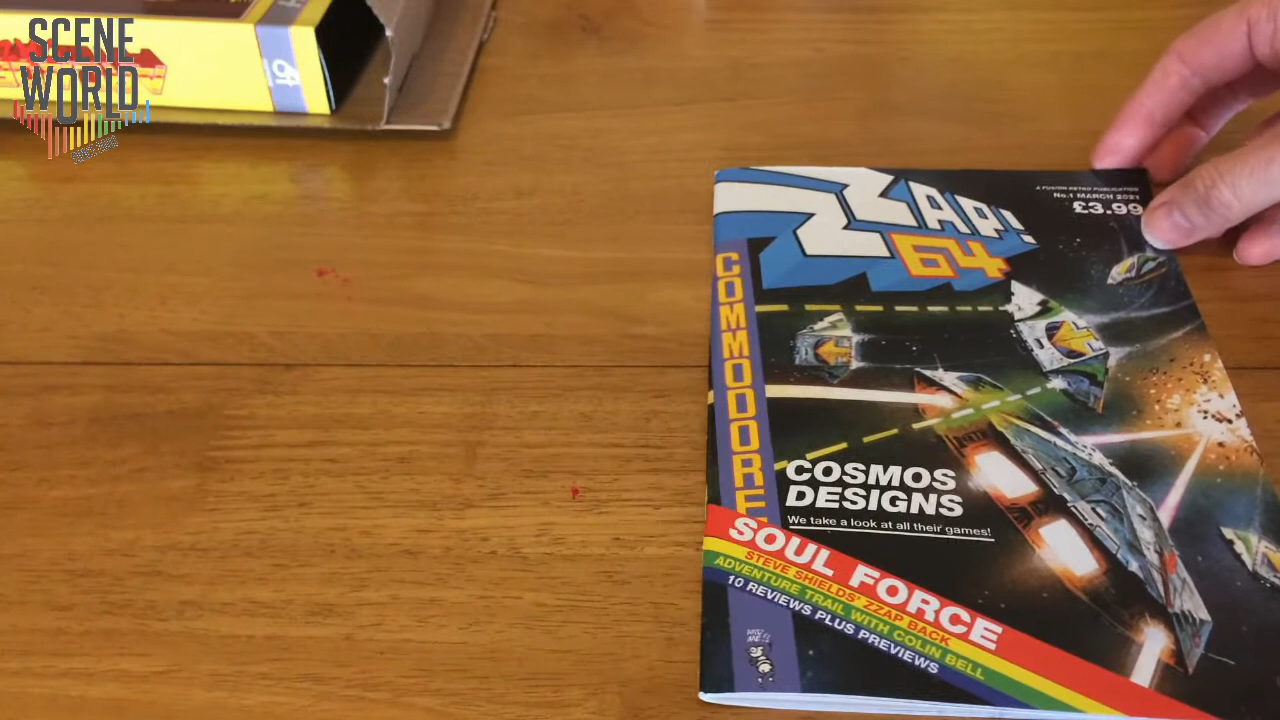 SCENE
WORLD
64
ZZAP!
64
A FUSION RETRO PUBLICATION
No.1 MARCH 2021
£3.99
COMMODORE
COSMOS
DESIGNS
We take a look at all their games!
SOUL FORCE
STEVE SHIELDS' ZZAP BACK
ADVENTURE TRAIL WITH COLIN BELL
10 REVIEWS PLUS PREVIEWS